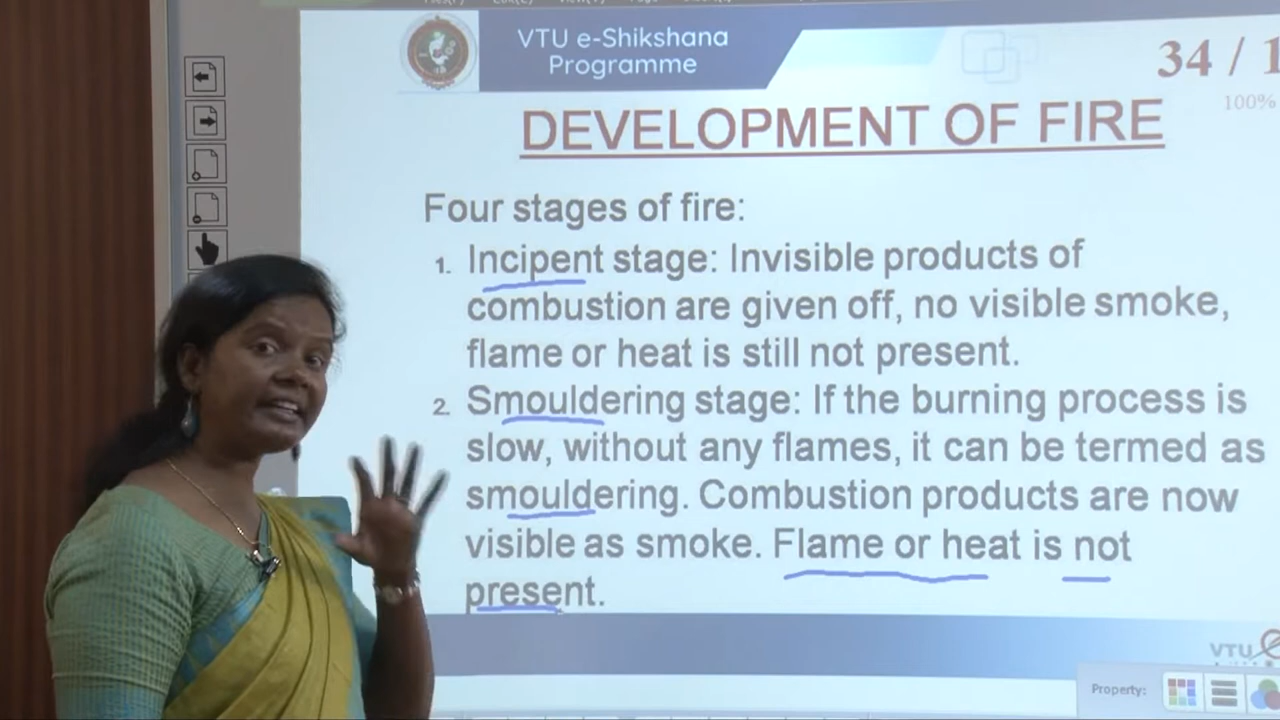 VTU e-Shikshana
Programme
34 / 1
100%
DEVELOPMENT OF FIRE
Four stages of fire:
1. Incipent stage: Invisible products of
combustion are given off, no visible smoke,
flame or heat is still not present.
2. Smouldering stage: If the burning process is
slow, without any flames, it can be termed as
smouldering. Combustion products are now
visible as smoke. Flame or heat is not
present.
VTU
Property: